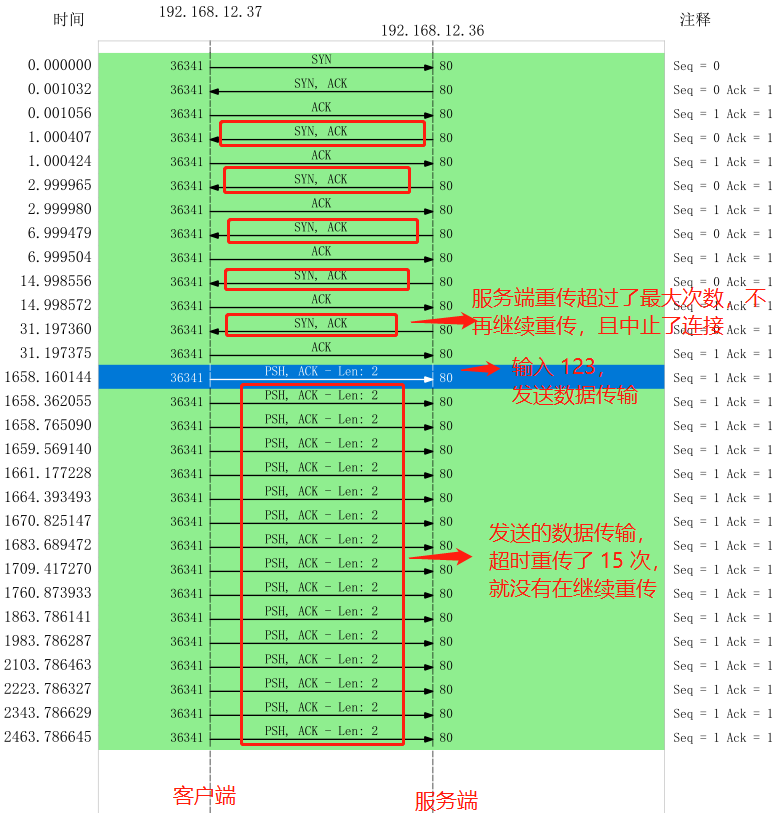 时间
192.168.12.37
192.168.12.36
注释
0.000000 36341 SYN 80 Seq = 0
0.001032 36341 SYN, ACK 80 Seq = 0 Ack = 1
0.001056 36341 ACK 80 Seq = 1 Ack = 1
1.000407 36341 SYN, ACK 80 Seq = 0 Ack = 1
1.000424 36341 ACK 80 Seq = 1 Ack = 1
2.999965 36341 SYN, ACK 80 Seq = 0 Ack = 1
2.999980 36341 ACK 80 Seq = 1 Ack = 1
6.999479 36341 SYN, ACK 80 Seq = 0 Ack = 1
6.999504 36341 ACK 80 Seq = 1 Ack = 1
14.998556 36341 SYN, ACK 80 Seq = 0 Ack = 1
14.998572 36341 ACK 80 Seq = 1 Ack = 1
服务端重传超过了最大次数，不
再继续重传，且中止了连接
31.197360 36341 SYN, ACK 80 Seq = 0 Ack = 1
31.197375 36341 ACK 80 Seq = 1 Ack = 1
1658.160144 36341 PSH, ACK - Len: 2 80 Seq = 1 Ack = 1
输入 123，
发送数据传输
1658.362055 36341 PSH, ACK - Len: 2 80 Seq = 1 Ack = 1
1658.765090 36341 PSH, ACK - Len: 2 80 Seq = 1 Ack = 1
1659.569140 36341 PSH, ACK - Len: 2 80 Seq = 1 Ack = 1
1661.177228 36341 PSH, ACK - Len: 2 80 Seq = 1 Ack = 1
1664.393493 36341 PSH, ACK - Len: 2 80 Seq = 1 Ack = 1
1670.825147 36341 PSH, ACK - Len: 2 80 Seq = 1 Ack = 1
1683.689472 36341 PSH, ACK - Len: 2 80 Seq = 1 Ack = 1
1709.417270 36341 PSH, ACK - Len: 2 80 Seq = 1 Ack = 1
发送的数据传输，
超时重传了 15 次，
就没有在继续重传
1760.873933 36341 PSH, ACK - Len: 2 80 Seq = 1 Ack = 1
1863.786141 36341 PSH, ACK - Len: 2 80 Seq = 1 Ack = 1
1983.786287 36341 PSH, ACK - Len: 2 80 Seq = 1 Ack = 1
2103.786463 36341 PSH, ACK - Len: 2 80 Seq = 1 Ack = 1
2223.786327 36341 PSH, ACK - Len: 2 80 Seq = 1 Ack = 1
2343.786629 36341 PSH, ACK - Len: 2 80 Seq = 1 Ack = 1
2463.786645 36341 PSH, ACK - Len: 2 80 Seq = 1 Ack = 1
客户端
服务端